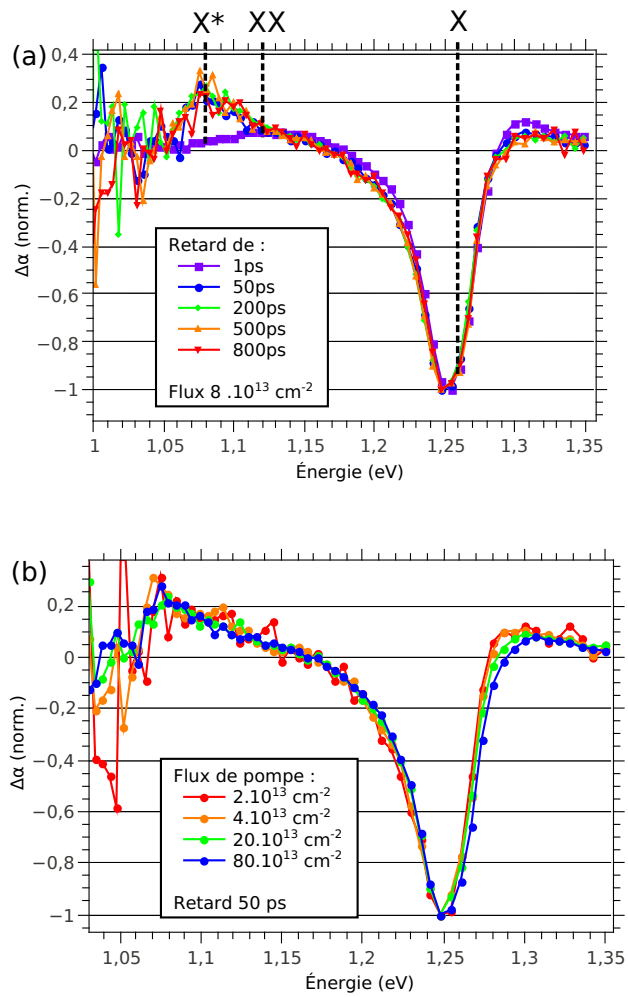 X* XX X
(a)
0,4
0,2
0
−0,2
−0,4
−0,6
−0,8
−1
Δα (norm.)
Retard de :
1ps
50ps
200ps
500ps
800ps
Flux 8 .10¹³ cm⁻²
1 1,05 1,1 1,15 1,2 1,25 1,3 1,35
Énergie (eV)
(b)
0,2
0
−0,2
−0,4
−0,6
−0,8
−1
Δα (norm.)
Flux de pompe :
2.10¹³ cm⁻²
4.10¹³ cm⁻²
20.10¹³ cm⁻²
80.10¹³ cm⁻²
Retard 50 ps
1,05 1,1 1,15 1,2 1,25 1,3 1,35
Énergie (eV)